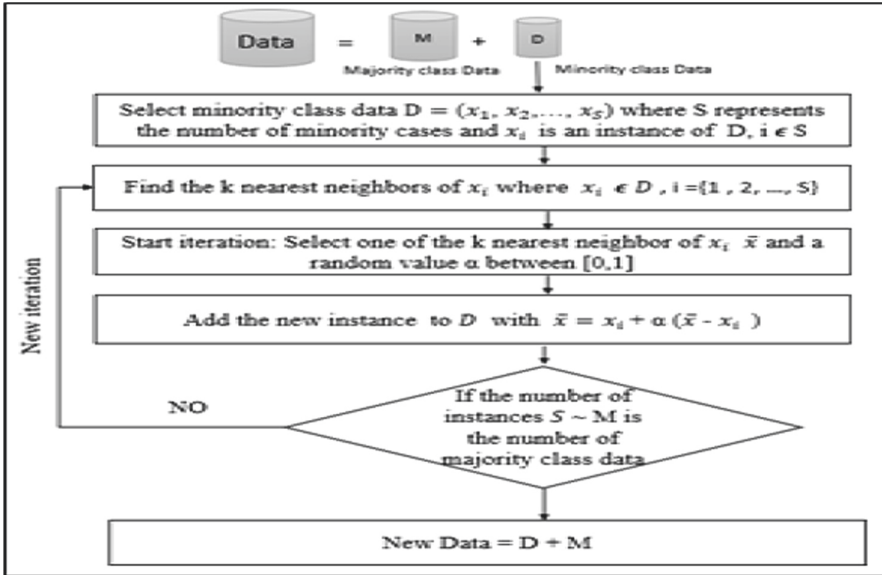 Data = M + D
Majority class Data Minority class Data
Select minority class data D = (x₁, x₂,..., x_S) where S represents
the number of minority cases and xᵢ is an instance of D, i ϵ S
Find the k nearest neighbors of xᵢ where xᵢ ϵ D , i ={1 , 2, ..., S}
Start iteration: Select one of the k nearest neighbor of xᵢ x̄ and a
random value α between [0,1]
Add the new instance to D with x̄ = xᵢ + α (x̄ - xᵢ )
New iteration
NO
If the number of
instances S ~ M is
the number of
majority class data
New Data = D + M